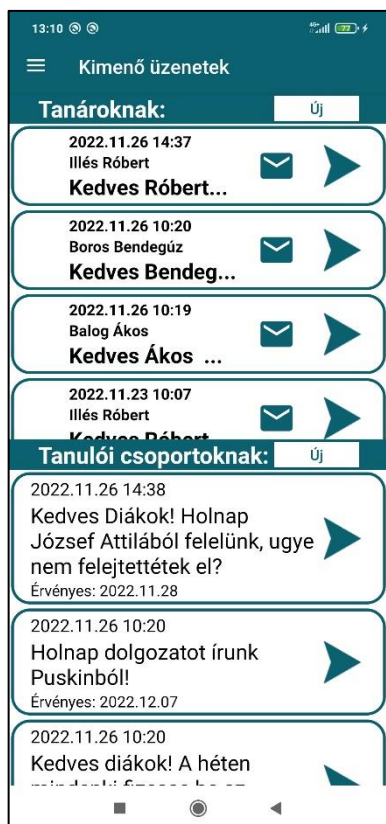 13:10
4G+
77
Kimenő üzenetek
Tanároknak:
Új
2022.11.26 14:37
Illés Róbert
Kedves Róbert...
2022.11.26 10:20
Boros Bendegúz
Kedves Bendeg...
2022.11.26 10:19
Balog Ákos
Kedves Ákos ...
2022.11.23 10:07
Illés Róbert
Kedves Róbert
Tanulói csoportoknak:
Új
2022.11.26 14:38
Kedves Diákok! Holnap
József Attilából felelünk, ugye
nem felejtettétek el?
Érvényes: 2022.11.28
2022.11.26 10:20
Holnap dolgozatot írunk
Puskinból!
Érvényes: 2022.12.07
2022.11.26 10:20
Kedves diákok! A héten